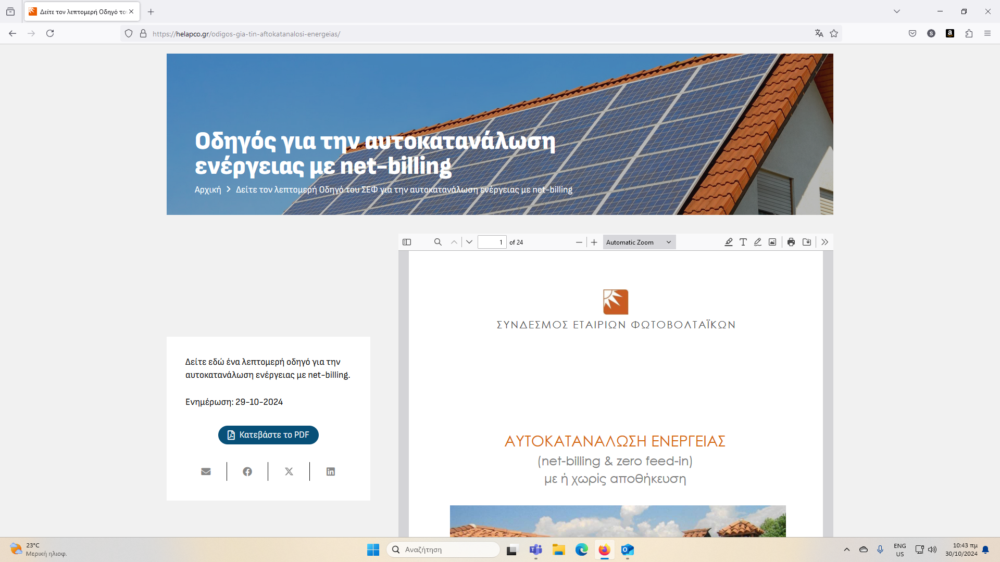 Δείτε τον λεπτομερή Οδηγό το
https://helapco.gr/odigos-gia-tin-aftokatanalosi-energeias/
Οδηγός για την αυτοκατανάλωση
ενέργειας με net-billing
Αρχική
Δείτε τον λεπτομερή Οδηγό του ΣΕΦ για την αυτοκατανάλωση ενέργειας με net-billing
1 of 24
Automatic Zoom
ΣΥΝΔΕΣΜΟΣ ΕΤΑΙΡΙΩΝ ΦΩΤΟΒΟΛΤΑΪΚΩΝ
Δείτε εδώ ένα λεπτομερή οδηγό για την
αυτοκατανάλωση ενέργειας με net-billing.
Ενημέρωση: 29-10-2024
Κατεβάστε το PDF
ΑΥΤΟΚΑΤΑΝΑΛΩΣΗ ΕΝΕΡΓΕΙΑΣ
(net-billing & zero feed-in)
με ή χωρίς αποθήκευση
23°C
Μερική ηλιοφ.
Αναζήτηση
ENG
US
10:43 πμ
30/10/2024